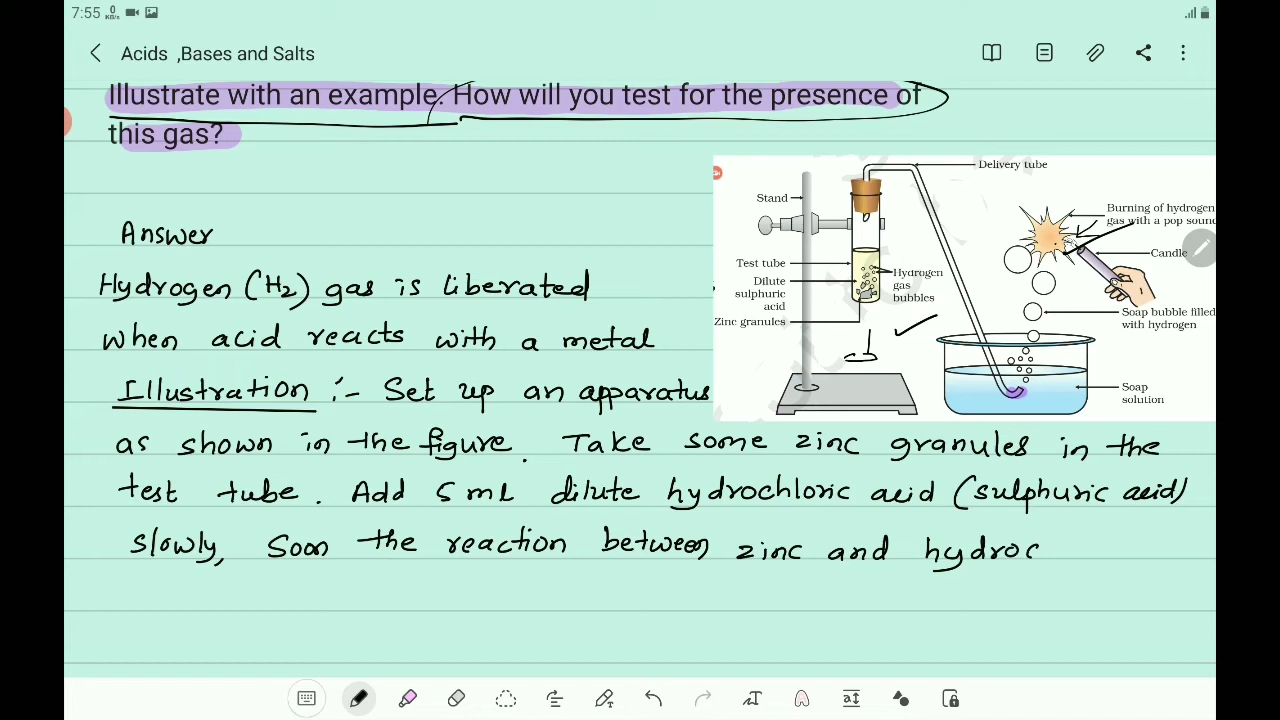 7:55 0 KB/s
Acids ,Bases and Salts
Illustrate with an example. How will you test for the presence of
this gas?
Delivery tube
Stand
Burning of hydrogen
gas with a pop sound
Candle
Test tube
Hydrogen
gas
bubbles
Dilute
sulphuric
acid
Zinc granules
Soap bubble filled
with hydrogen
Soap
solution
Answer
Hydrogen (H2) gas is liberated
when acid reacts with a metal
Illustration :- Set up an apparatus
as shown in the figure. Take some zinc granules in the
test tube. Add 5 ml dilute hydrochloric acid (sulphuric acid)
slowly, Soon the reaction between zinc and hydroc